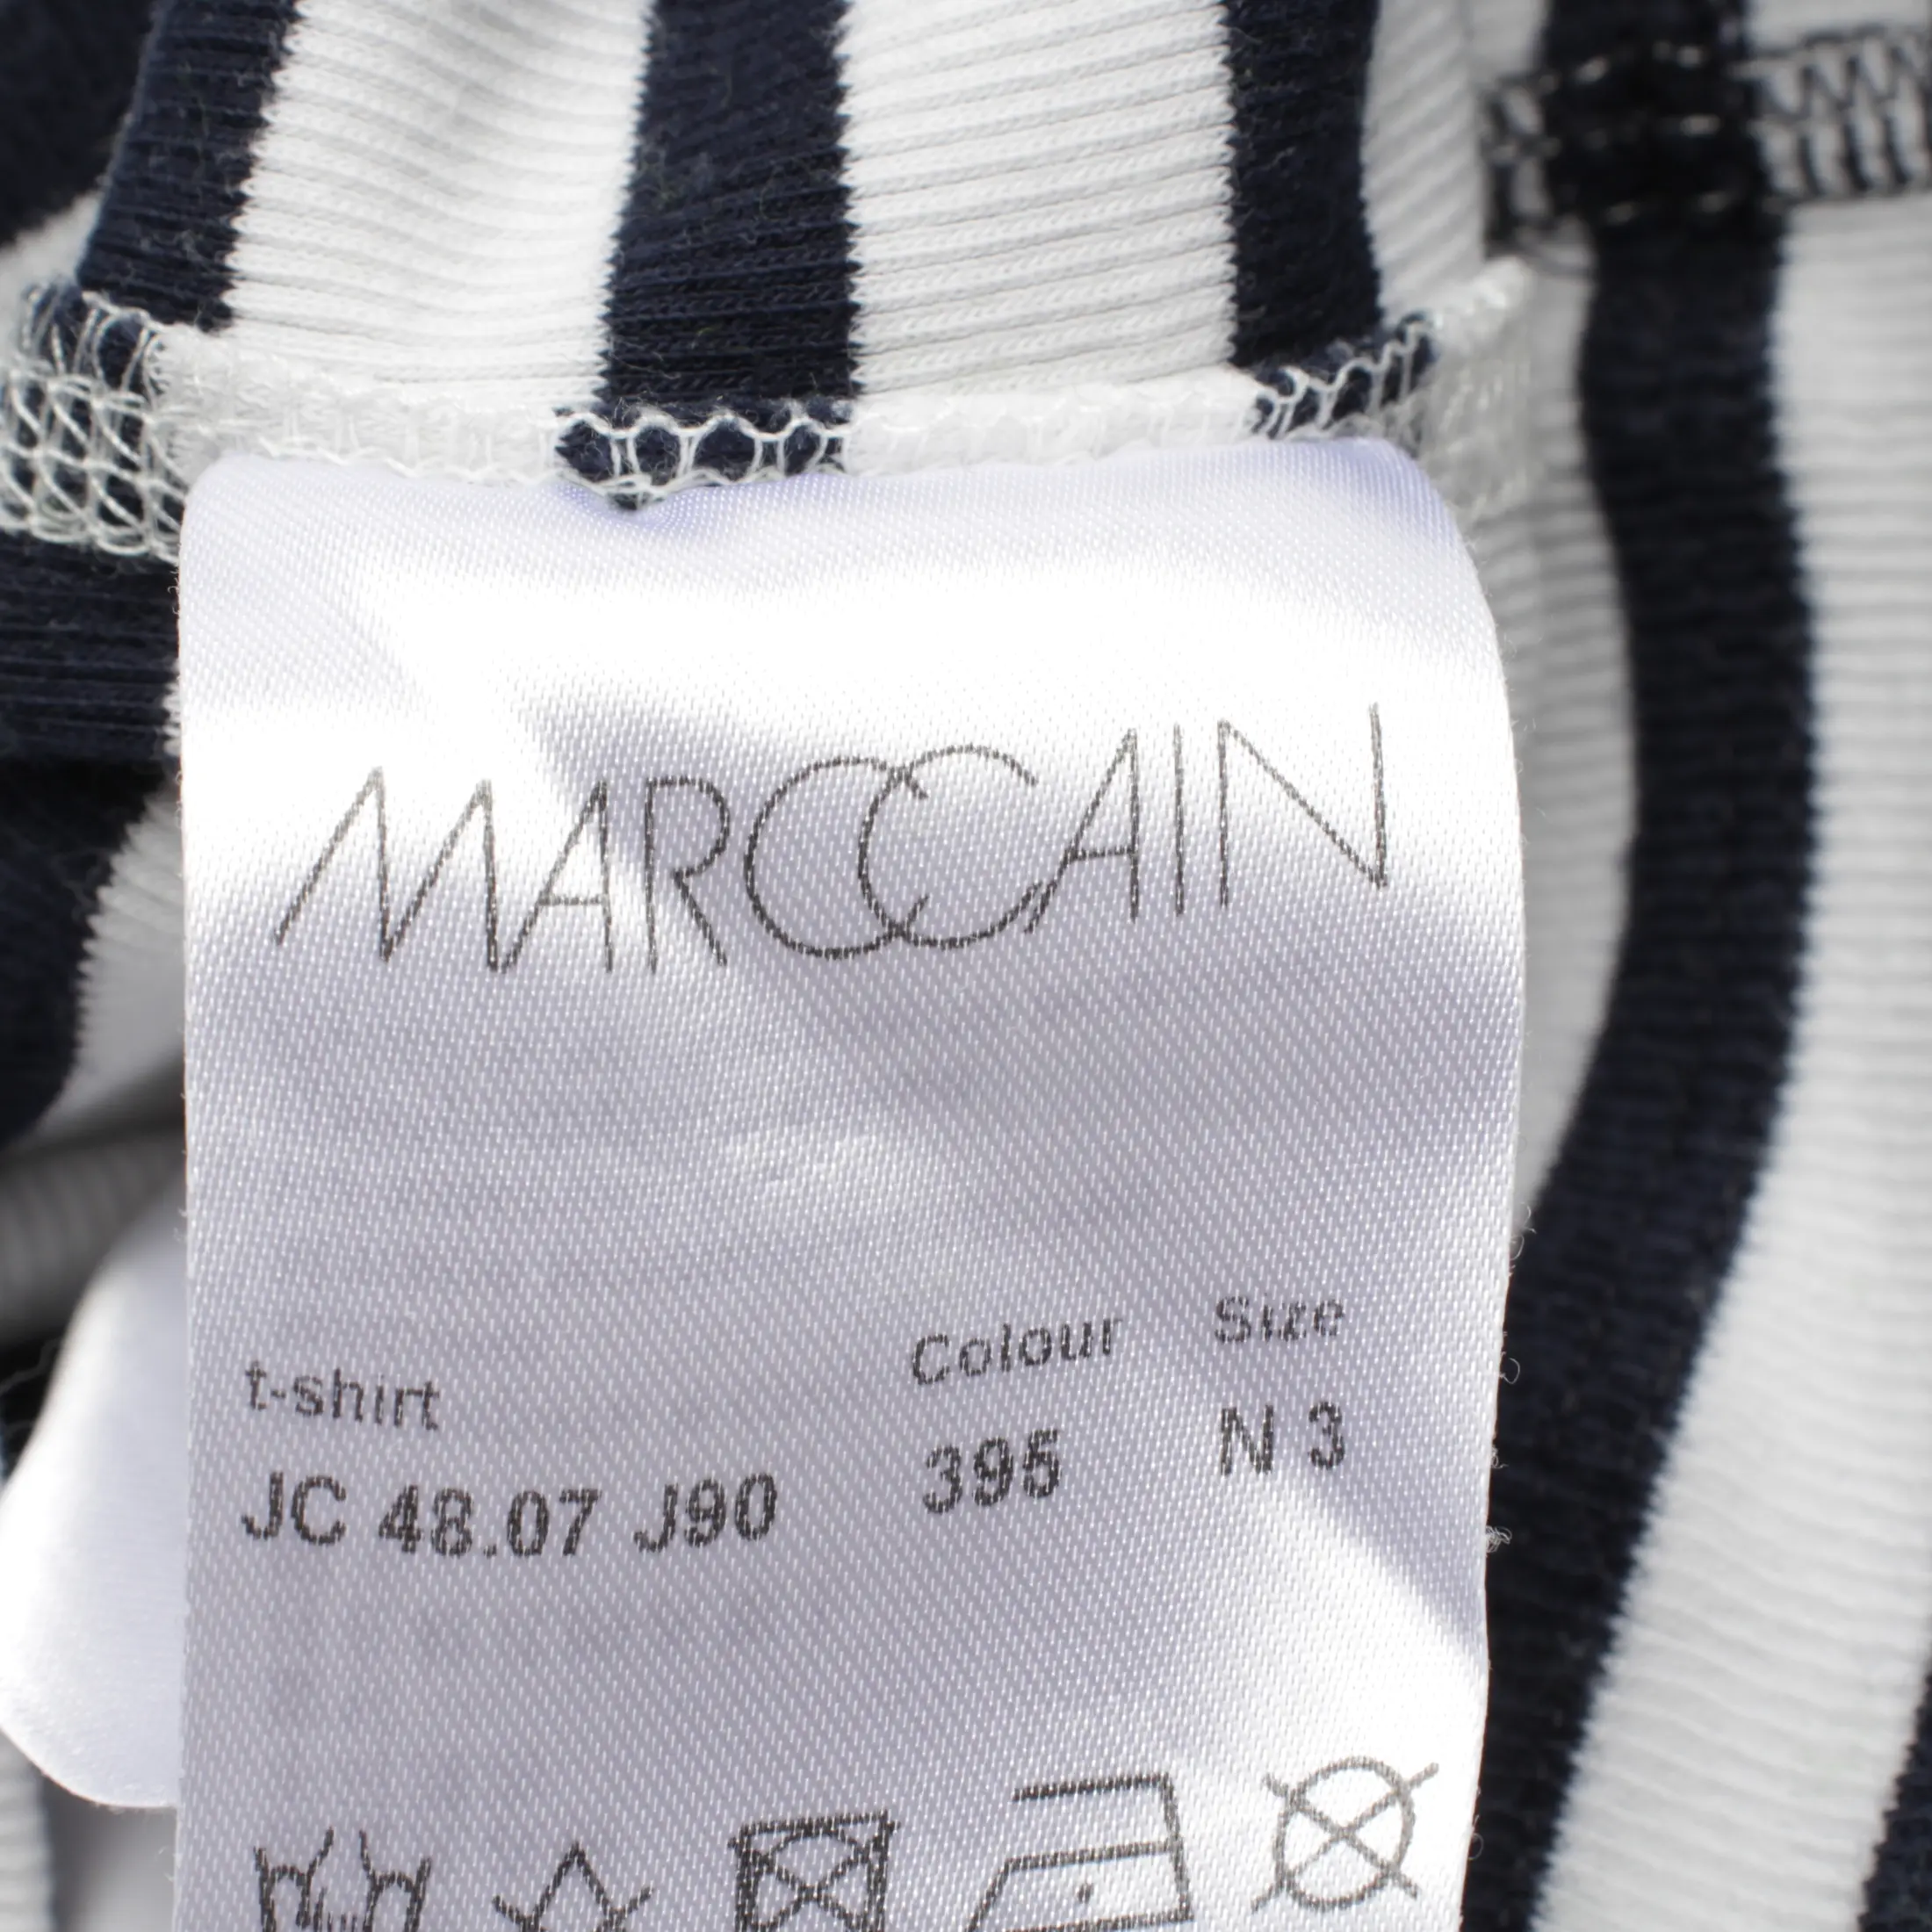 MARCCAIN
t-shirt Colour Size
JC 48.07 J90 395 N 3